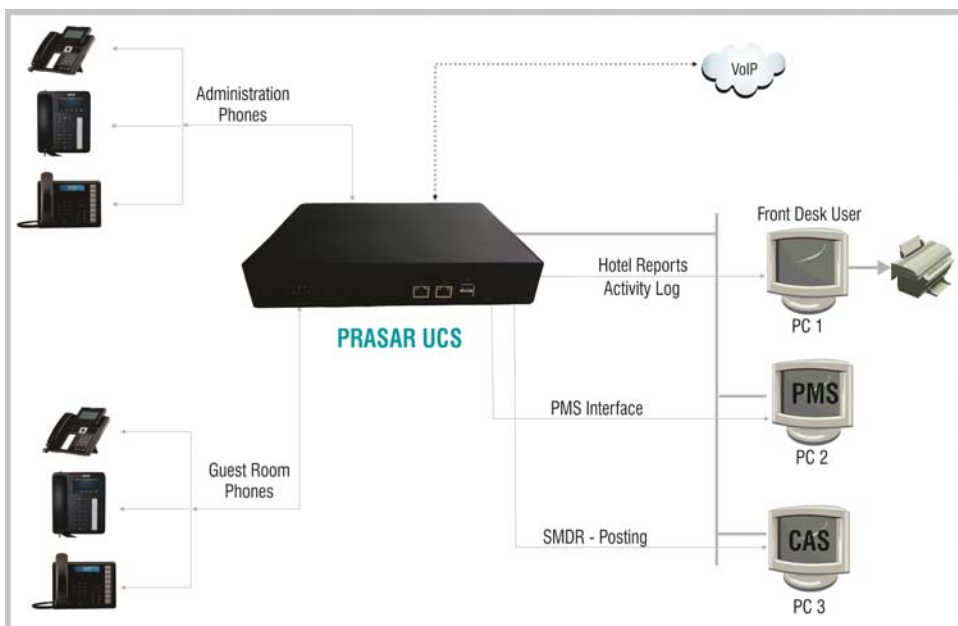 VoIP
Administration
Phones
Front Desk User
Hotel Reports
Activity Log
PC 1
PRASAR UCS
PMS
PMS Interface
PC 2
Guest Room
Phones
SMDR - Posting
CAS
PC 3